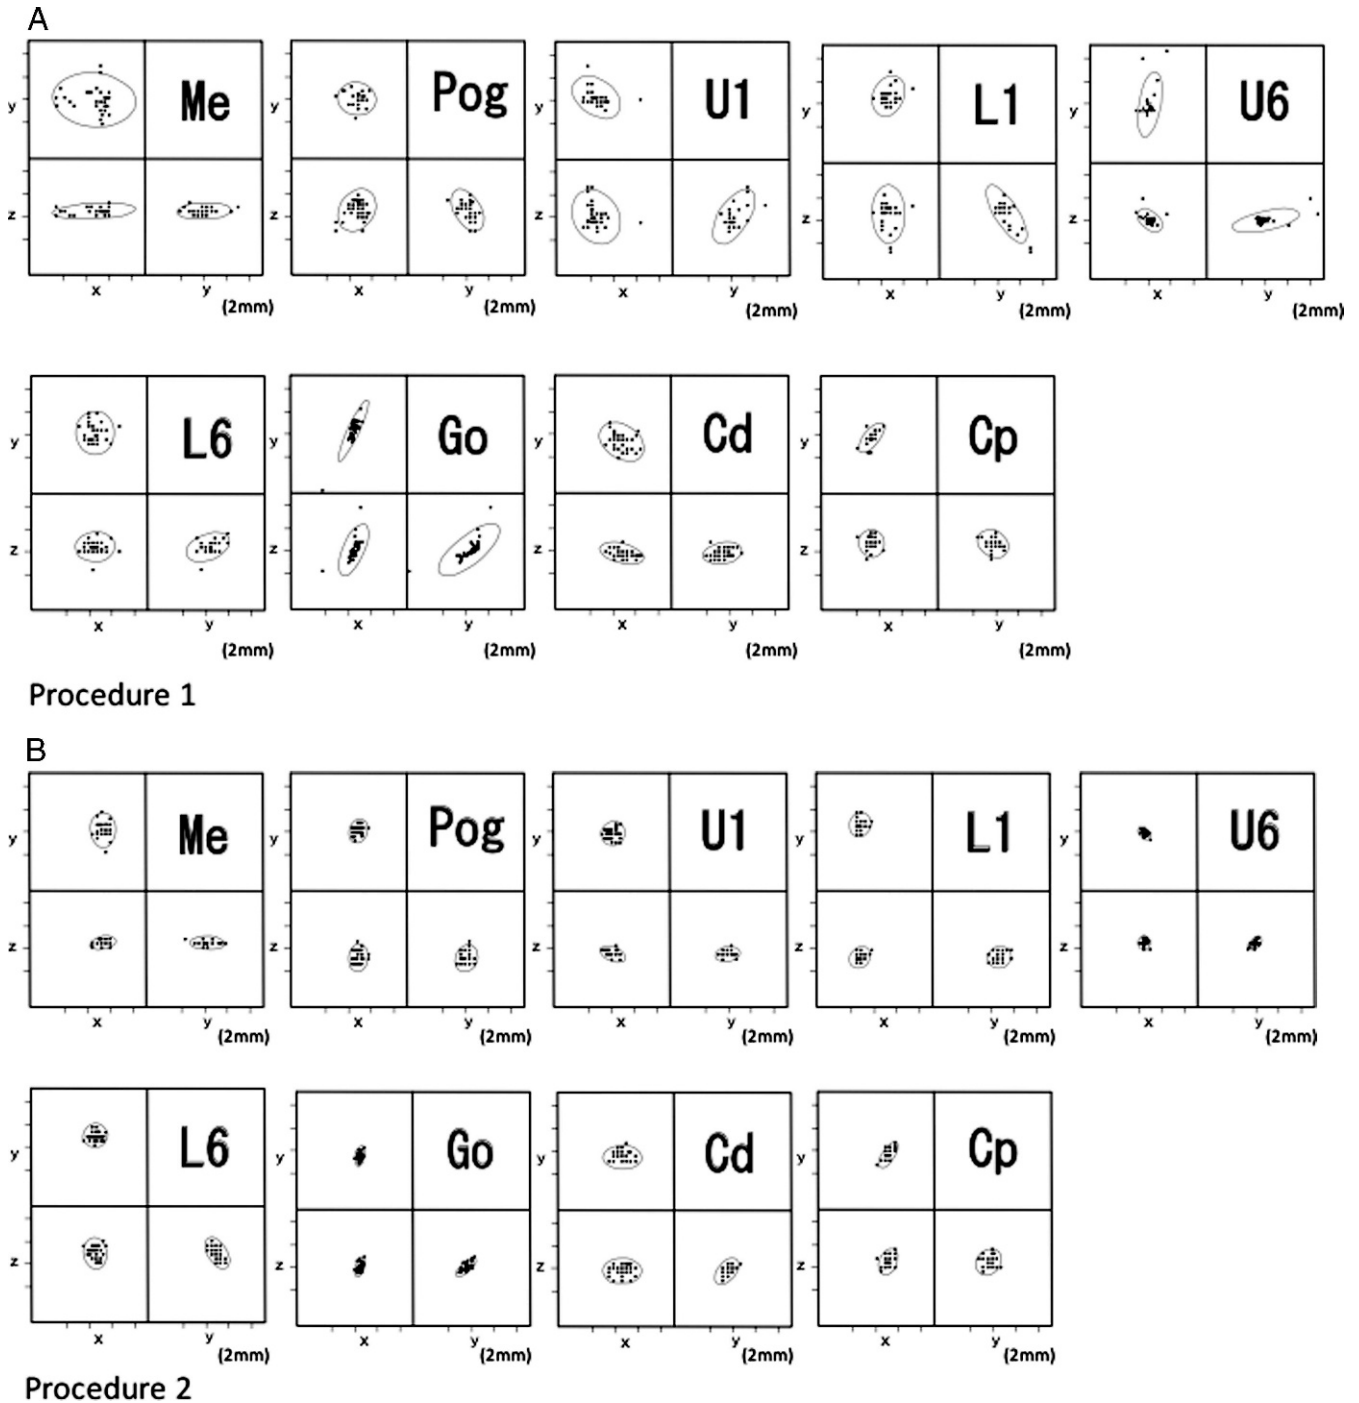 A
y Me y Pog y U1 y L1 y U6
z z z z z
x y x y x y x y x y
(2mm) (2mm) (2mm) (2mm) (2mm)
y L6 y Go y Cd y Cp
z z z z
x y x y x y x y
(2mm) (2mm) (2mm) (2mm)
Procedure 1
B
y Me y Pog y U1 y L1 y U6
z z z z z
x y x y x y x y x y
(2mm) (2mm) (2mm) (2mm) (2mm)
y L6 y Go y Cd y Cp
z z z z
x y x y x y x y
(2mm) (2mm) (2mm) (2mm)
Procedure 2